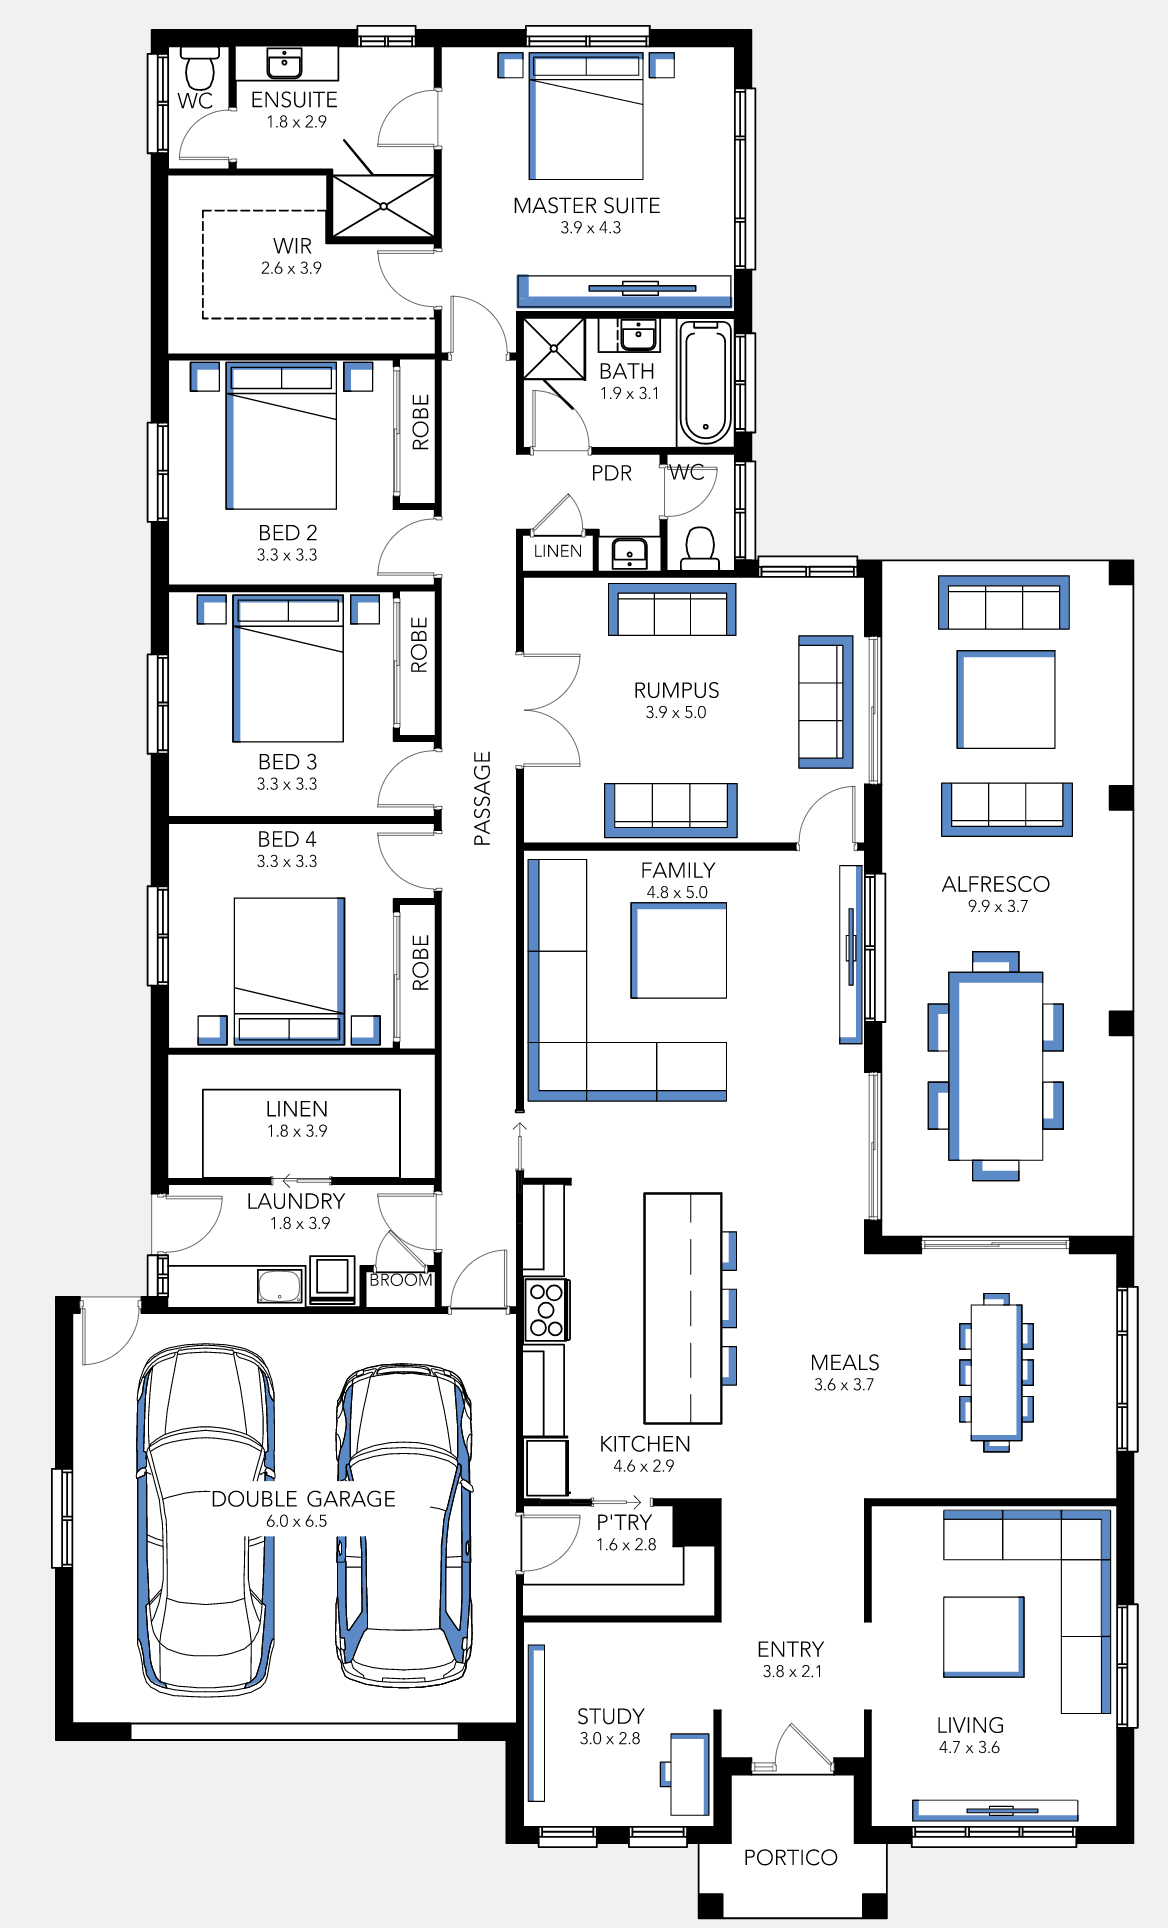 WC
ENSUITE
1.8 x 2.9
MASTER SUITE
3.9 x 4.3
WIR
2.6 x 3.9
BATH
1.9 x 3.1
ROBE
PDR
WC
BED 2
3.3 x 3.3
LINEN
ROBE
RUMPUS
3.9 x 5.0
BED 3
3.3 x 3.3
PASSAGE
BED 4
3.3 x 3.3
FAMILY
4.8 x 5.0
ALFRESCO
9.9 x 3.7
ROBE
LINEN
1.8 x 3.9
LAUNDRY
1.8 x 3.9
BROOM
MEALS
3.6 x 3.7
KITCHEN
4.6 x 2.9
DOUBLE GARAGE
6.0 x 6.5
P'TRY
1.6 x 2.8
ENTRY
3.8 x 2.1
STUDY
3.0 x 2.8
LIVING
4.7 x 3.6
PORTICO